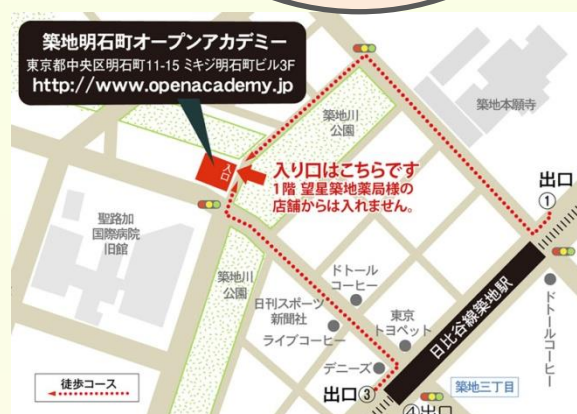 築地明石町オープンアカデミー
東京都中央区明石町11-15 ミキジ明石町ビル3F
http://www.openacademy.jp
築地川
公園
築地本願寺
入口
入り口はこちらです
1階 望星築地薬局様の
店舗からは入れません。
出口
①
聖路加
国際病院
旧館
築地川
公園
ドトール
コーヒー
日刊スポーツ
新聞社
ライブコーヒー
東京
トヨペット
日比谷線築地駅
ドトールコーヒー
デニーズ
徒歩コース
出口③
築地三丁目
④出口